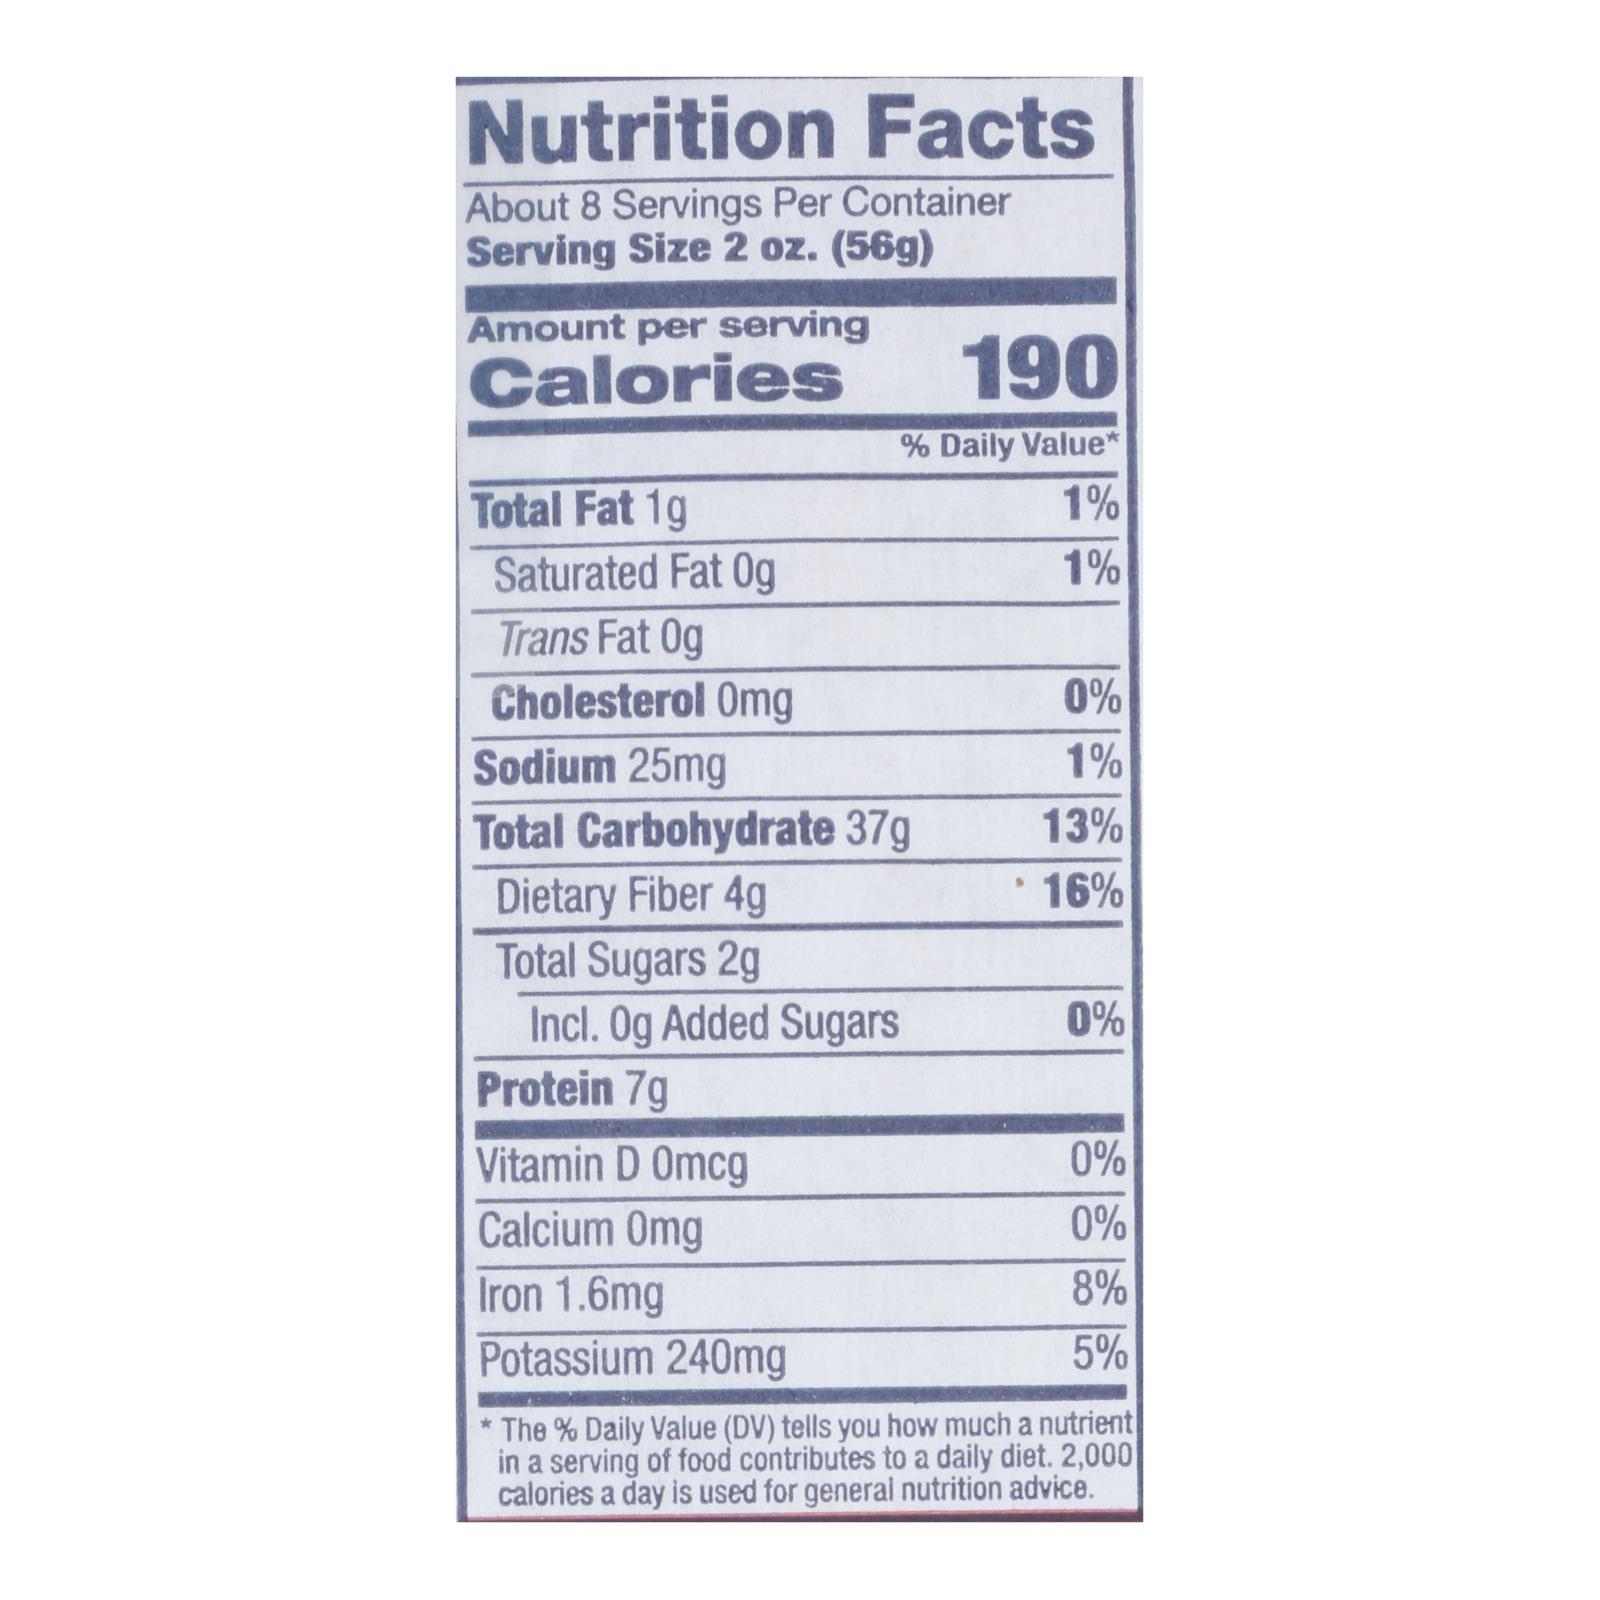 Nutrition Facts
About 8 Servings Per Container
Serving Size 2 oz. (56g)
Amount per serving
Calories 190
% Daily Value*
Total Fat 1g 1%
Saturated Fat 0g 1%
Trans Fat 0g
Cholesterol 0mg 0%
Sodium 25mg 1%
Total Carbohydrate 37g 13%
Dietary Fiber 4g 16%
Total Sugars 2g
Incl. 0g Added Sugars 0%
Protein 7g
Vitamin D 0mcg 0%
Calcium 0mg 0%
Iron 1.6mg 8%
Potassium 240mg 5%
* The % Daily Value (DV) tells you how much a nutrient
in a serving of food contributes to a daily diet. 2,000
calories a day is used for general nutrition advice.